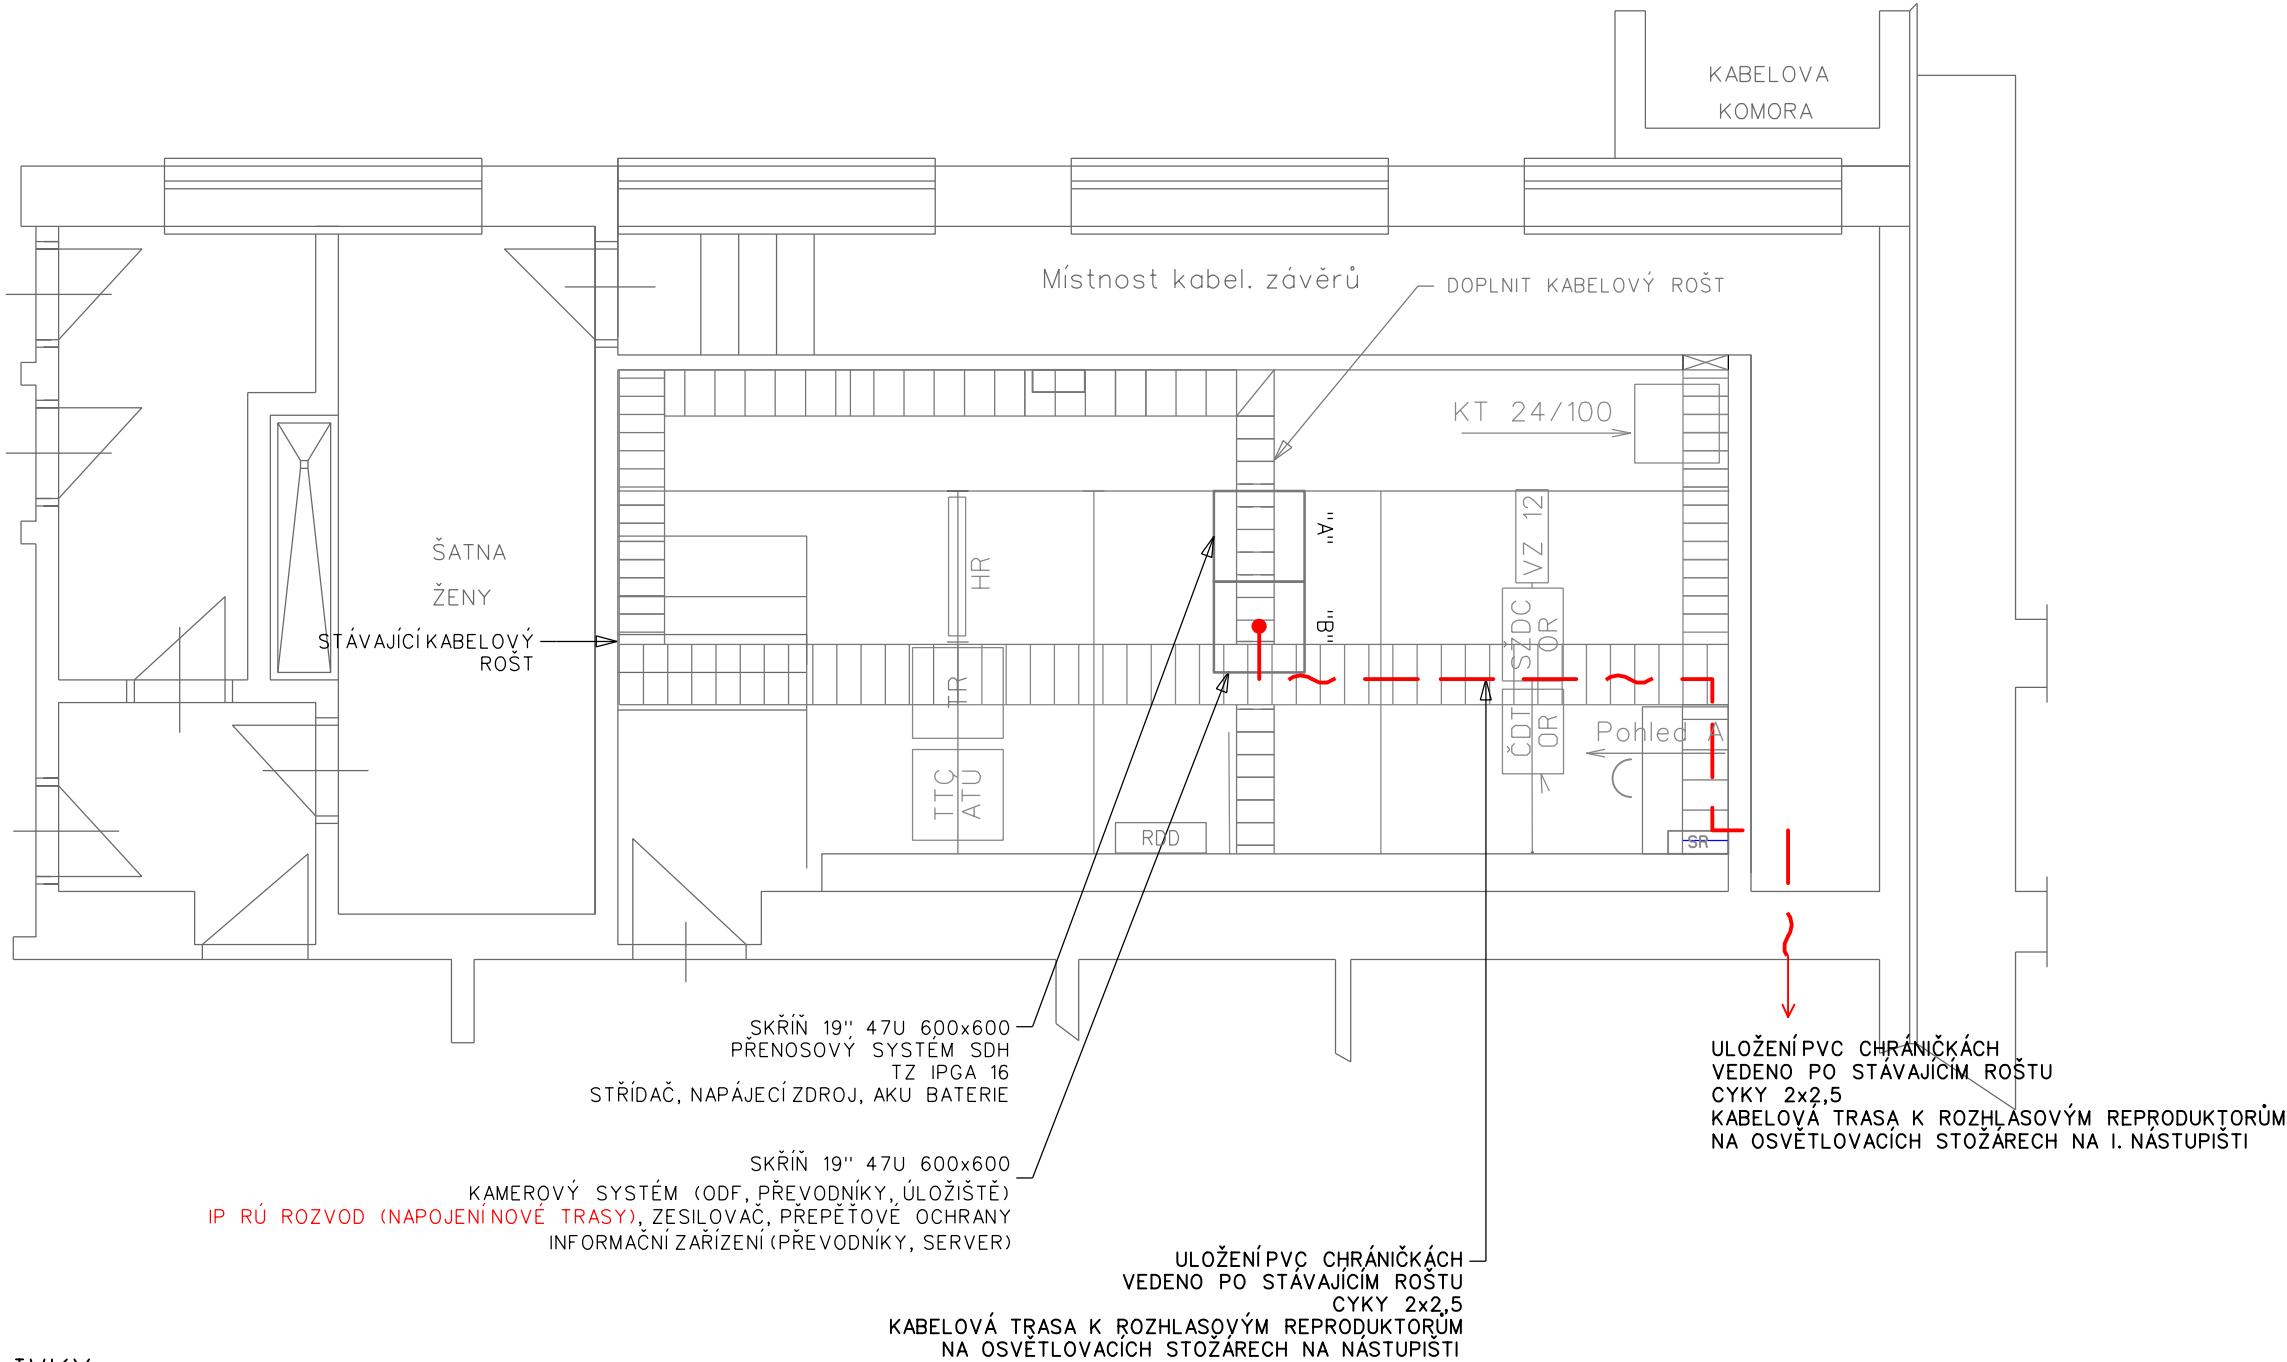 KABELOVA
KOMORA
Místnost kabel. závěrů
DOPLNIT KABELOVÝ ROŠT
KT 24/100
"A"
VZ 12
HR
ŠATNA
ŽENY
"B"
SŽDC
OR
STÁVAJÍCÍ KABELOVÝ
ROŠT
TR
ČDT
OR
Pohled A
TTC
ATU
RDD
SR
SKŘÍŇ 19" 47U 600x600
PŘENOSOVÝ SYSTÉM SDH
TZ IPGA 16
STŘÍDAČ, NAPÁJECÍ ZDROJ, AKU BATERIE
ULOŽENÍ PVC CHRÁNIČKÁCH
VEDENO PO STÁVAJÍCÍM ROŠTU
CYKY 2x2,5
KABELOVÁ TRASA K ROZHLASOVÝM REPRODUKTORŮM
NA OSVĚTLOVACÍCH STOŽÁRECH NA I. NÁSTUPIŠTI
SKŘÍŇ 19" 47U 600x600
KAMEROVÝ SYSTÉM (ODF, PŘEVODNÍKY, ÚLOŽIŠTĚ)
IP RÚ ROZVOD (NAPOJENÍ NOVÉ TRASY), ZESILOVAČ, PŘEPĚŤOVÉ OCHRANY
INFORMAČNÍ ZAŘÍZENÍ (PŘEVODNÍKY, SERVER)
ULOŽENÍ PVC CHRÁNIČKÁCH
VEDENO PO STÁVAJÍCÍM ROŠTU
CYKY 2x2,5
KABELOVÁ TRASA K ROZHLASOVÝM REPRODUKTORŮM
NA OSVĚTLOVACÍCH STOŽÁRECH NA NÁSTUPIŠTI